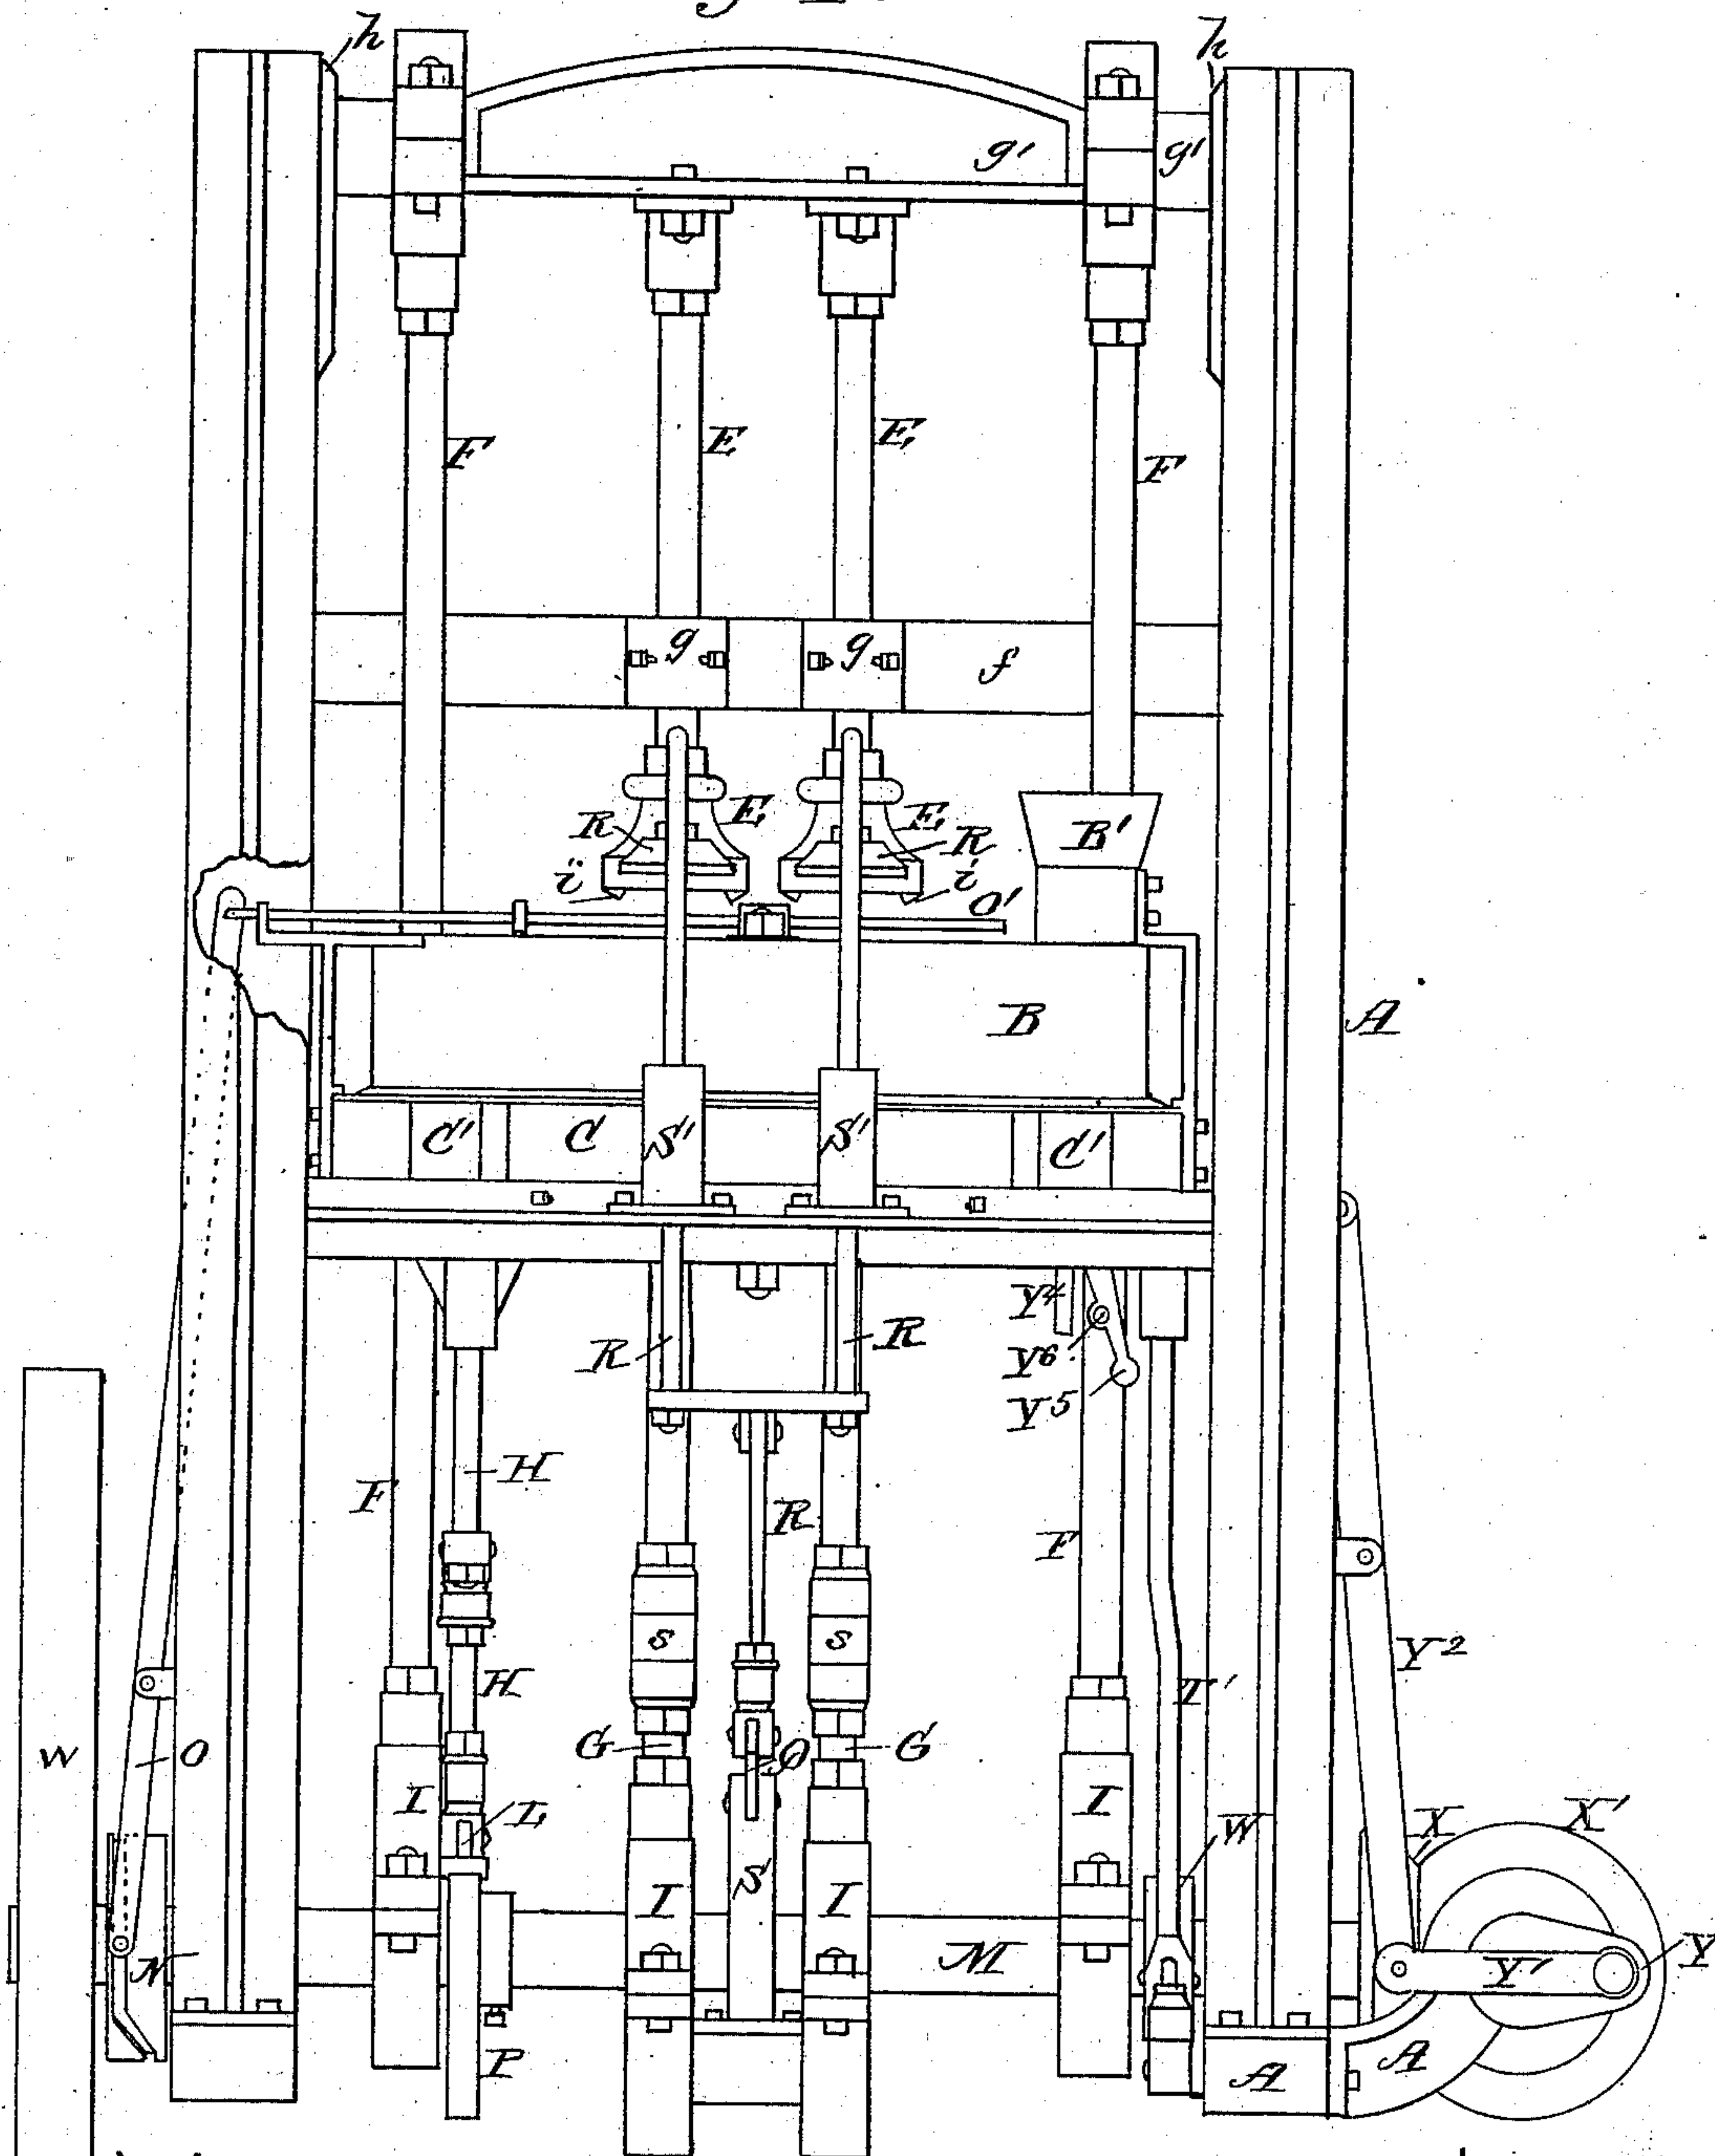 h h
g' g'
F E E F
g g f
E E
R R B'
i i O'
B
A
C' C S' S' C'
Y⁴
R R Y⁶
Y⁵
H
F R F
s s Y²
H T'
W O G Q G
I L I X X'
W
S
I I
N M Y' Y
P A A